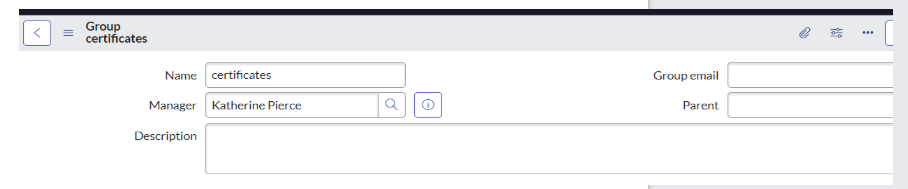 Group
certificates
Name certificates Group email
Manager Katherine Pierce Parent
Description